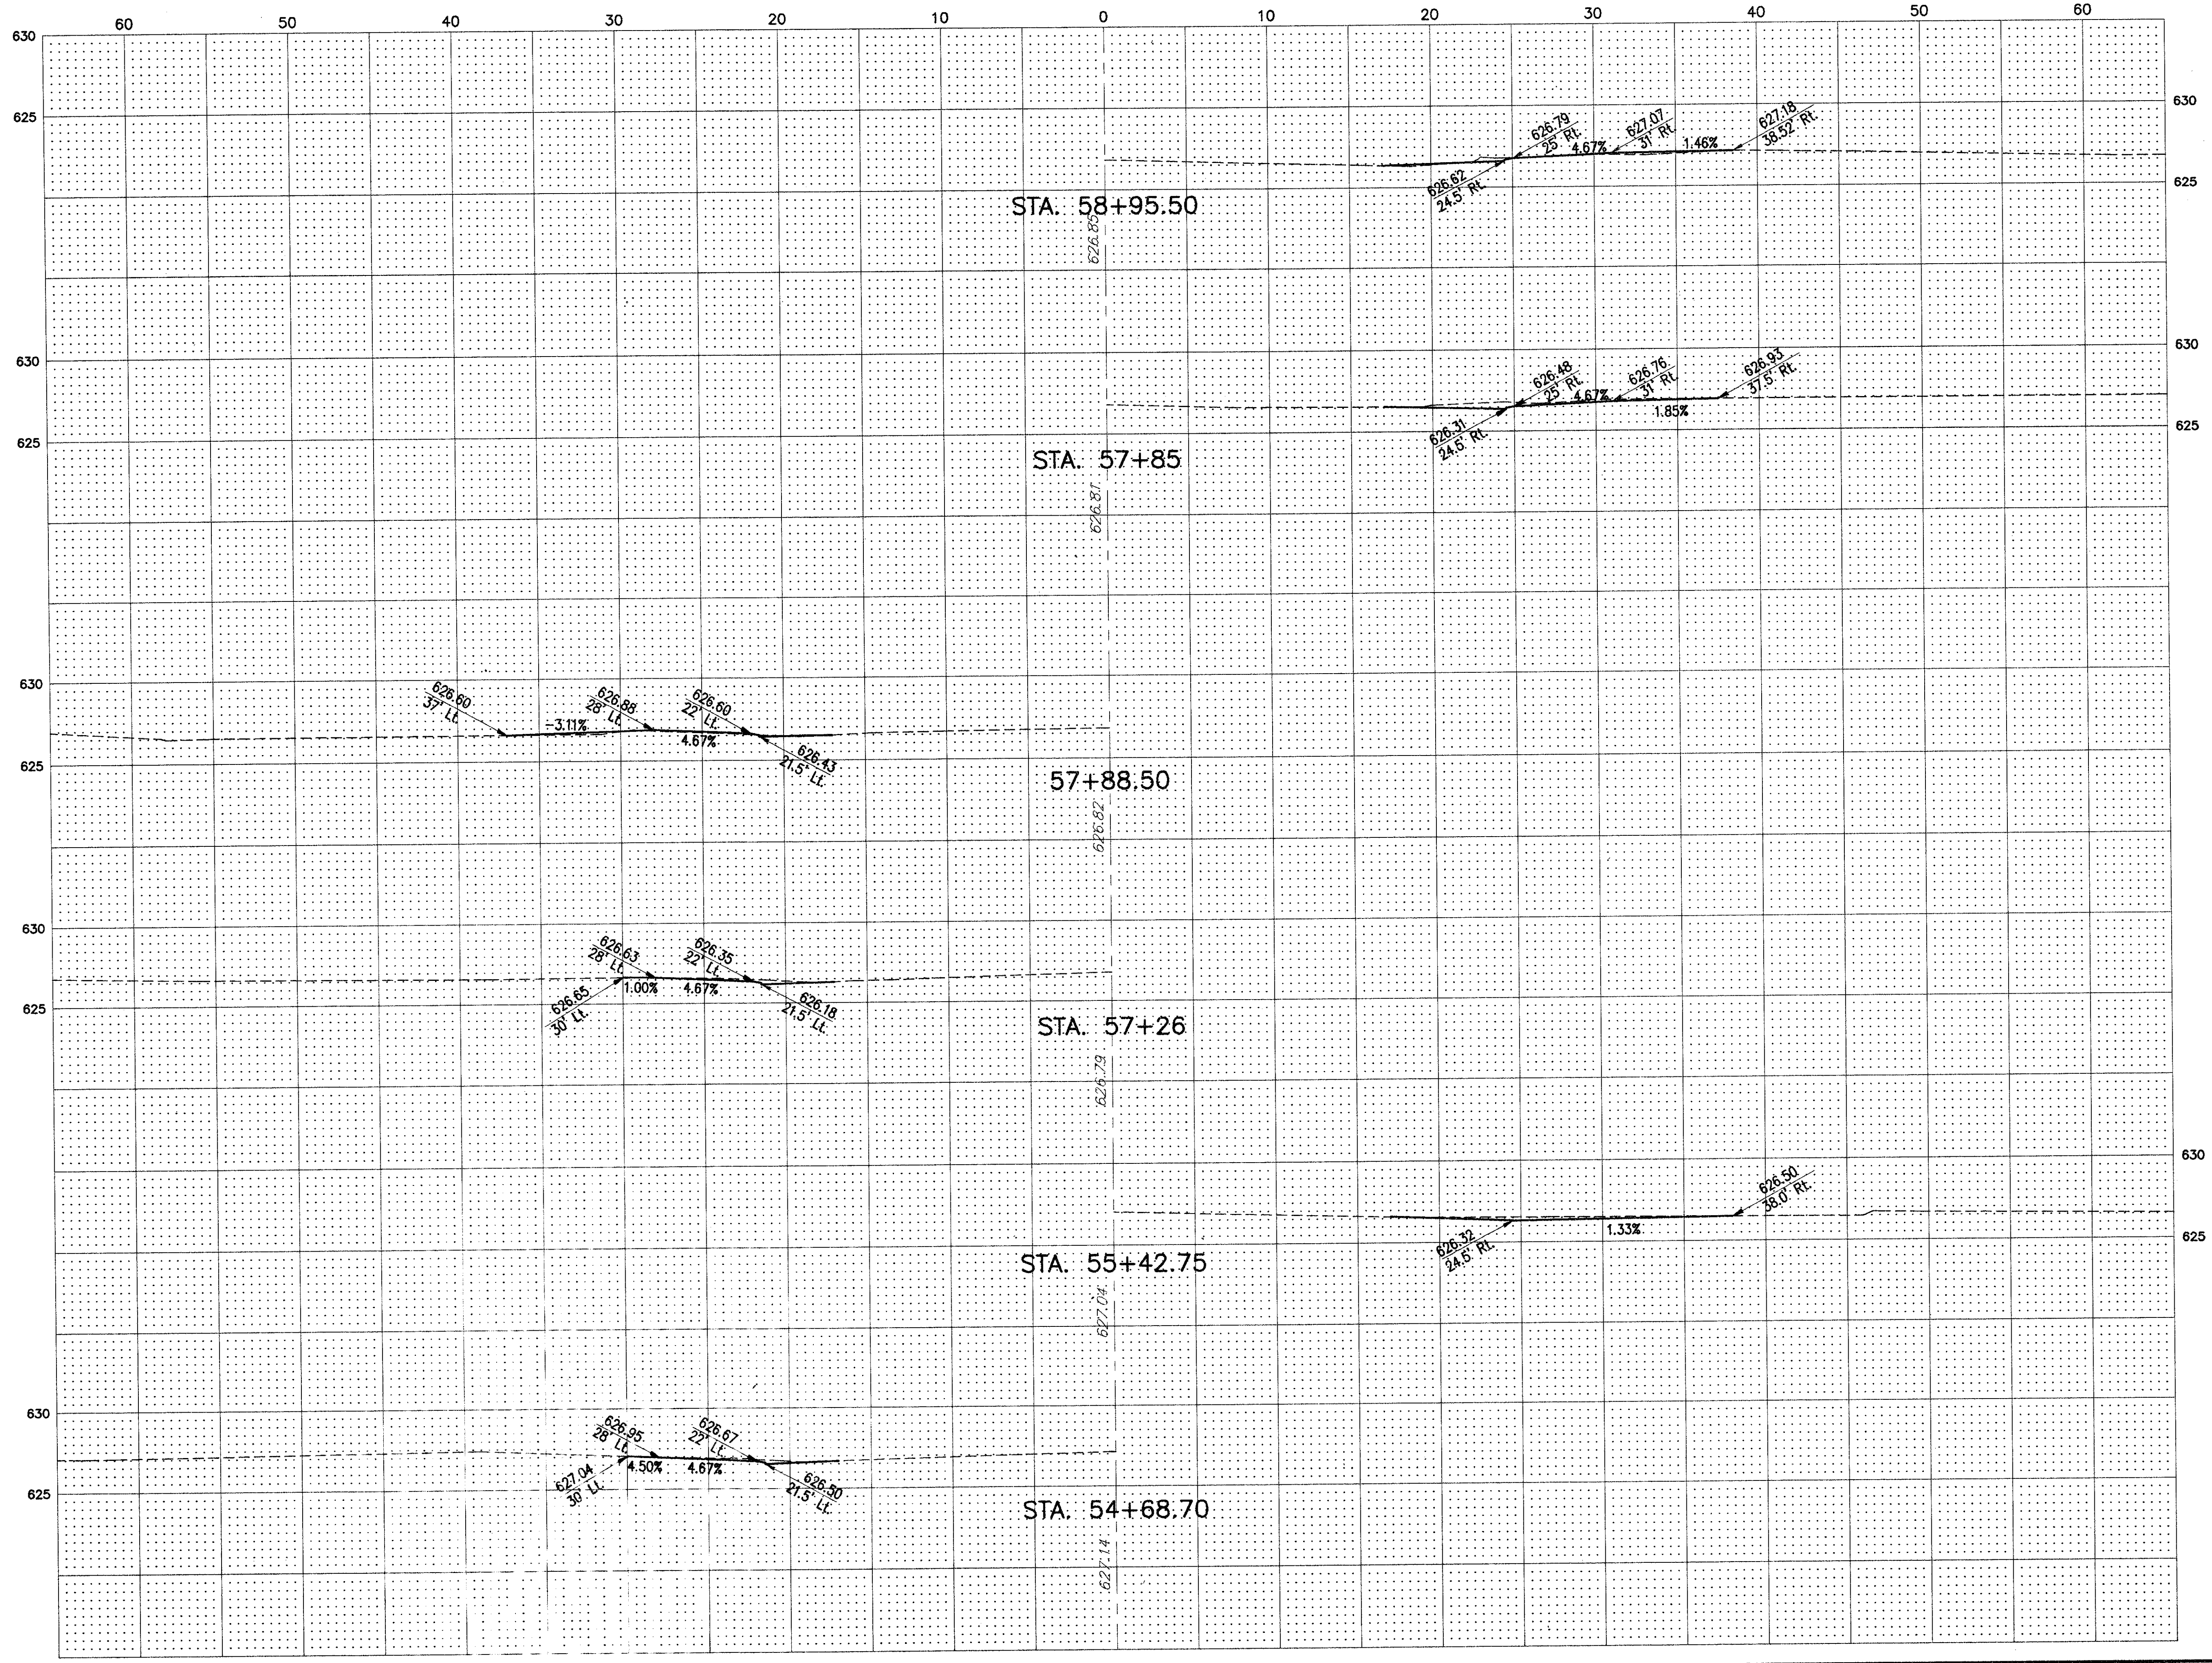 60 50 40 30 20 10 0 10 20 30 40 50 60
630
625
630
625
626.79
25' Rt.
4.67%
627.07
31' Rt.
1.46%
627.18
38.52' Rt.
626.62
24.5' Rt.
STA. 58+95.50
626.85
630
625
630
625
626.48
25' Rt.
4.67%
626.76
31' Rt.
1.85%
626.93
37.5' Rt.
626.31
24.5' Rt.
STA. 57+85
626.81
630
625
626.60
37' Lt.
-3.11%
626.88
28' Lt.
4.67%
626.60
22' Lt.
626.43
21.5' Lt.
57+88.50
626.82
630
625
626.63
28' Lt.
626.35
22' Lt.
626.65
30' Lt.
1.00%
4.67%
626.18
21.5' Lt.
STA. 57+26
626.79
630
625
626.50
38.0' Rt.
626.32
24.5' Rt.
1.33%
STA. 55+42.75
627.04
630
625
626.95
28' Lt.
626.67
22' Lt.
627.04
30' Lt.
4.50%
4.67%
626.50
21.5' Lt.
STA. 54+68.70
627.14